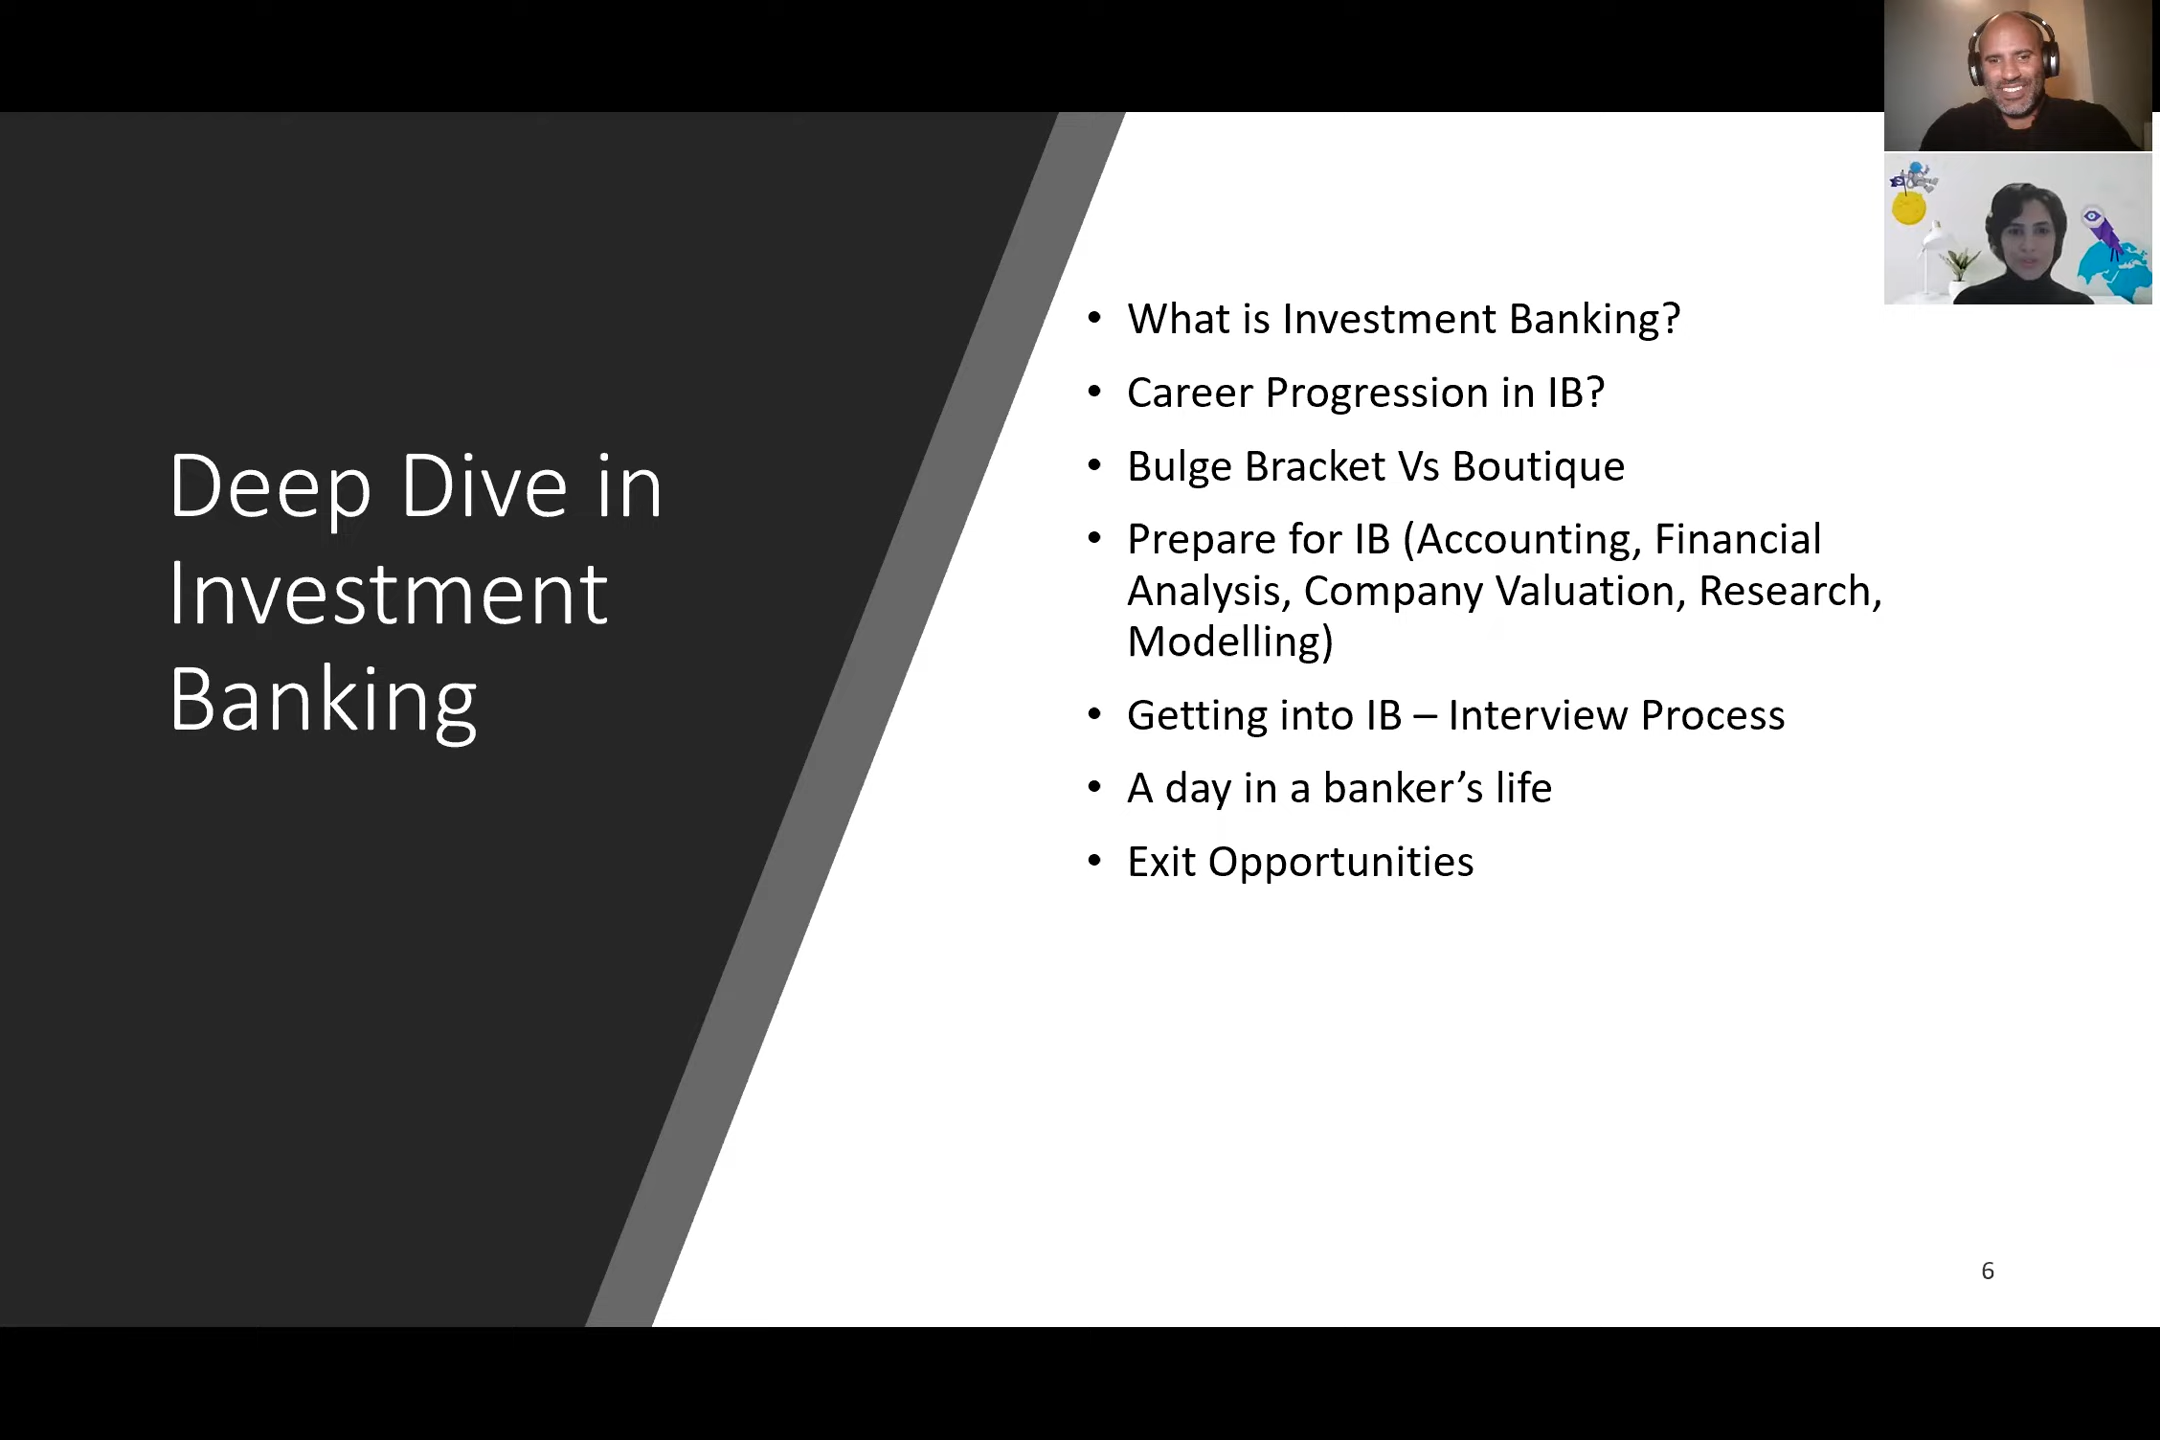 Deep Dive in
Investment
Banking
• What is Investment Banking?
• Career Progression in IB?
• Bulge Bracket Vs Boutique
• Prepare for IB (Accounting, Financial
Analysis, Company Valuation, Research,
Modelling)
• Getting into IB – Interview Process
• A day in a banker’s life
• Exit Opportunities
6